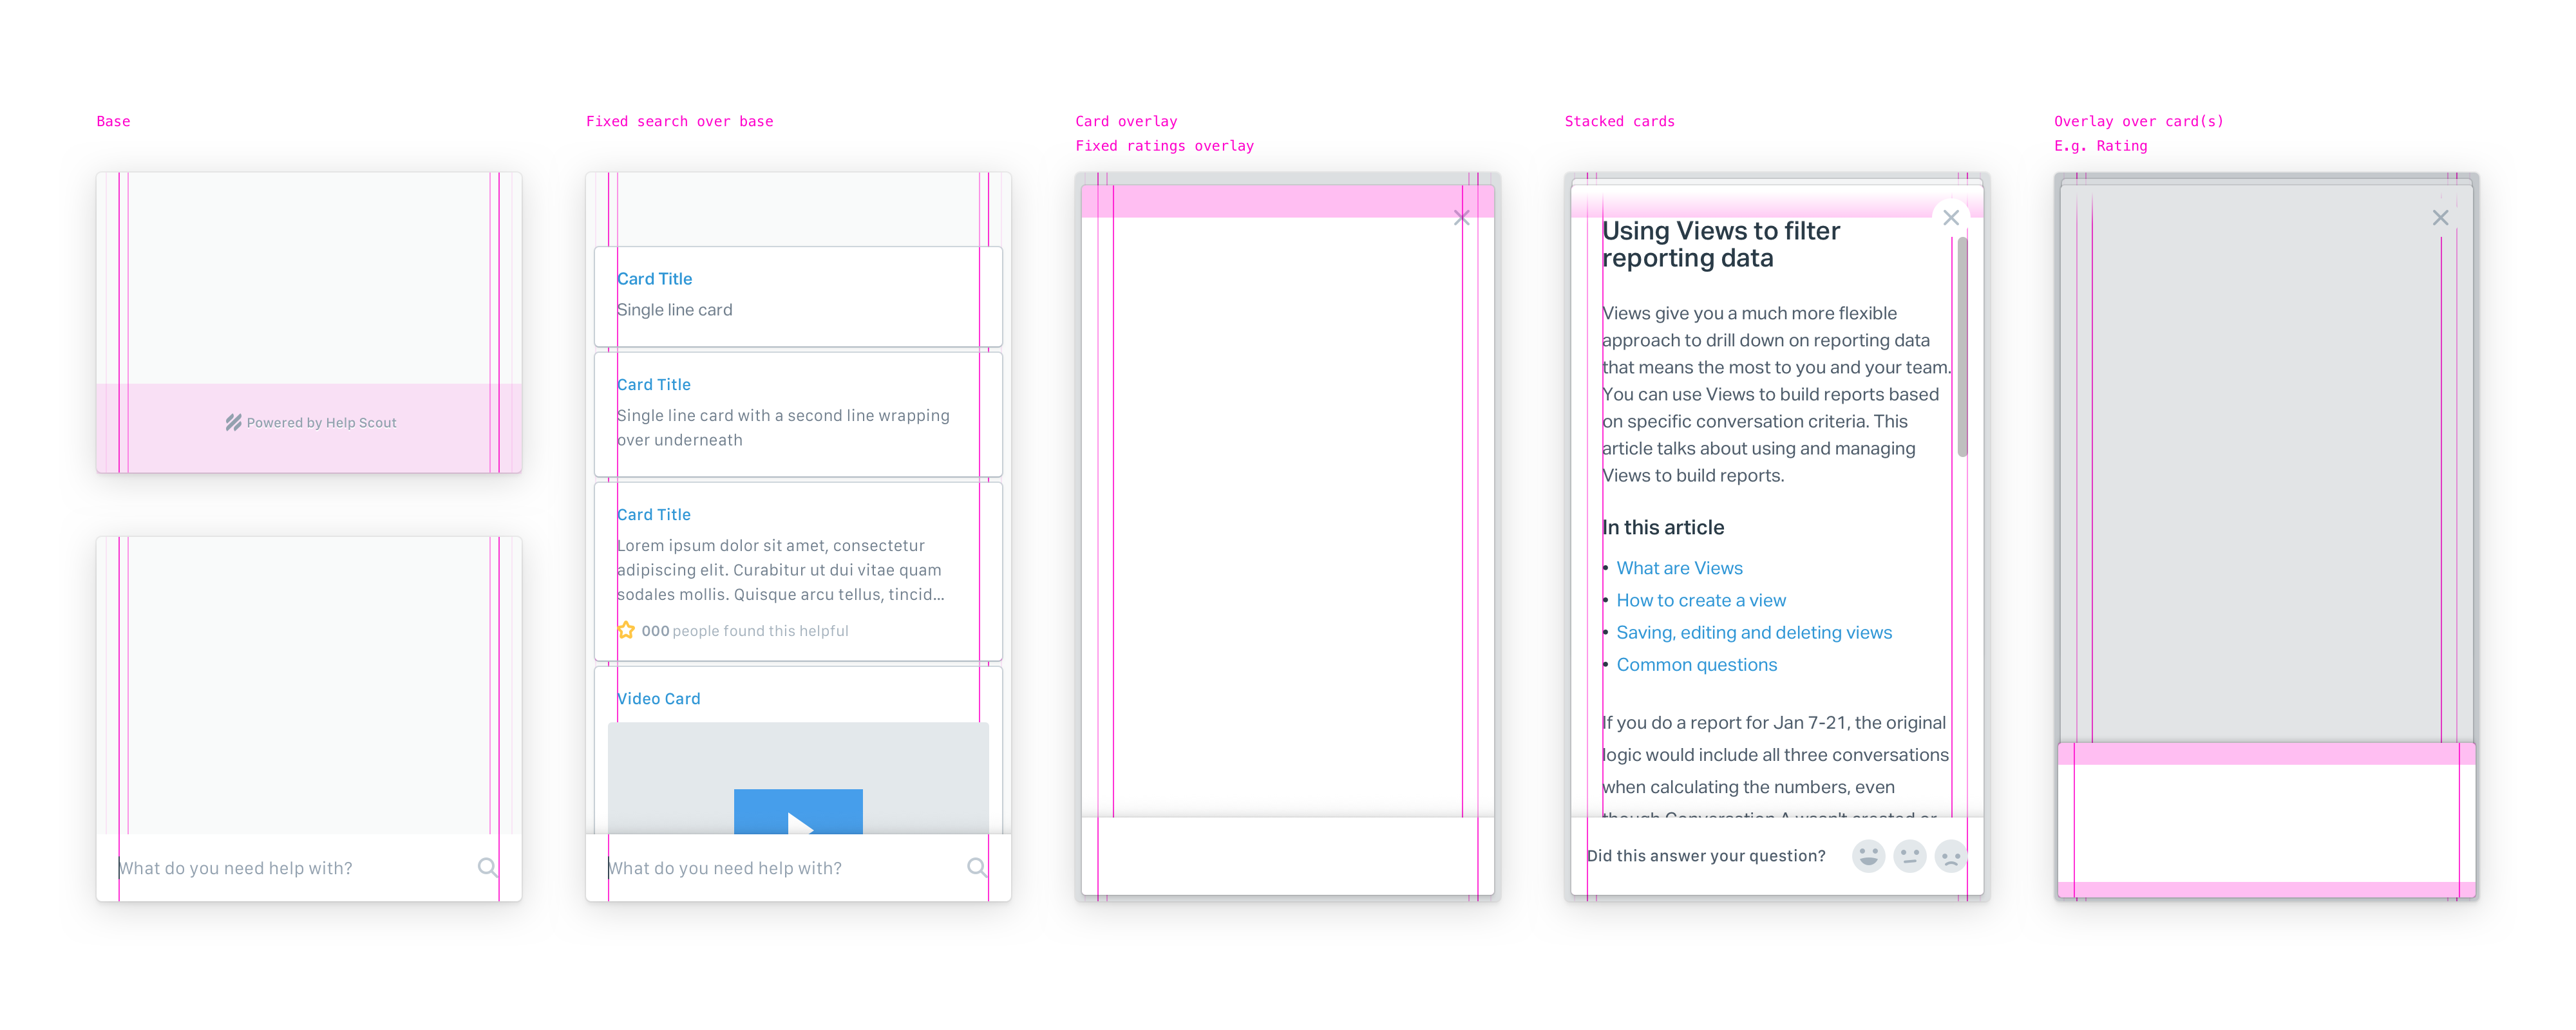 Base
Powered by Help Scout
What do you need help with?
Fixed search over base
Card Title
Single line card
Card Title
Single line card with a second line wrapping
over underneath
Card Title
Lorem ipsum dolor sit amet, consectetur
adipiscing elit. Curabitur ut dui vitae quam
sodales mollis. Quisque arcu tellus, tincid...
000 people found this helpful
Video Card
What do you need help with?
Card overlay
Fixed ratings overlay
Stacked cards
Using Views to filter
reporting data
Views give you a much more flexible
approach to drill down on reporting data
that means the most to you and your team.
You can use Views to build reports based
on specific conversation criteria. This
article talks about using and managing
Views to build reports.
In this article
• What are Views
• How to create a view
• Saving, editing and deleting views
• Common questions
If you do a report for Jan 7-21, the original
logic would include all three conversations
when calculating the numbers, even
though Conversation A wasn't created or
Did this answer your question?
Overlay over card(s)
E.g. Rating